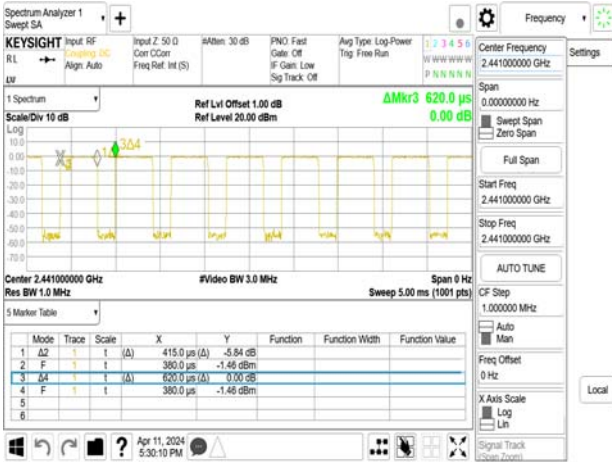 Spectrum Analyzer 1
Swept SA
+
Frequency
KEYSIGHT
RL
Input: RF
Coupling: DC
Align: Auto
Input Z: 50 Ω
Corr CCorr
Freq Ref: Int (S)
#Atten: 30 dB
PNO: Fast
Gate: Off
IF Gain: Low
Sig Track: Off
Avg Type: Log-Power
Trig: Free Run
1 2 3 4 5 6
W W W W W W
P N N N N N
1 Spectrum
Scale/Div 10 dB
Ref Lvl Offset 1.00 dB
Ref Level 20.00 dBm
ΔMkr3 620.0 µs
0.00 dB
Log
10.0
0.00
-10.0
-20.0
-30.0
-40.0
-50.0
-60.0
-70.0
3Δ4
Center 2.441000000 GHz
Res BW 1.0 MHz
#Video BW 3.0 MHz
Span 0 Hz
Sweep 5.00 ms (1001 pts)
5 Marker Table
Mode Trace Scale X Y Function Function Width Function Value
1 Δ2 1 t (Δ) 415.0 µs (Δ) -5.84 dB
2 F 1 t 380.0 µs -1.46 dBm
3 Δ4 1 t (Δ) 620.0 µs (Δ) 0.00 dB
4 F 1 t 380.0 µs -1.46 dBm
5
6
?
Apr 11, 2024
5:30:10 PM
Center Frequency
2.441000000 GHz
Span
0.00000000 Hz
Swept Span
Zero Span
Full Span
Start Freq
2.441000000 GHz
Stop Freq
2.441000000 GHz
AUTO TUNE
CF Step
1.000000 MHz
Auto
Man
Freq Offset
0 Hz
X Axis Scale
Log
Lin
Signal Track
(Span Zoom)
Settings
Local